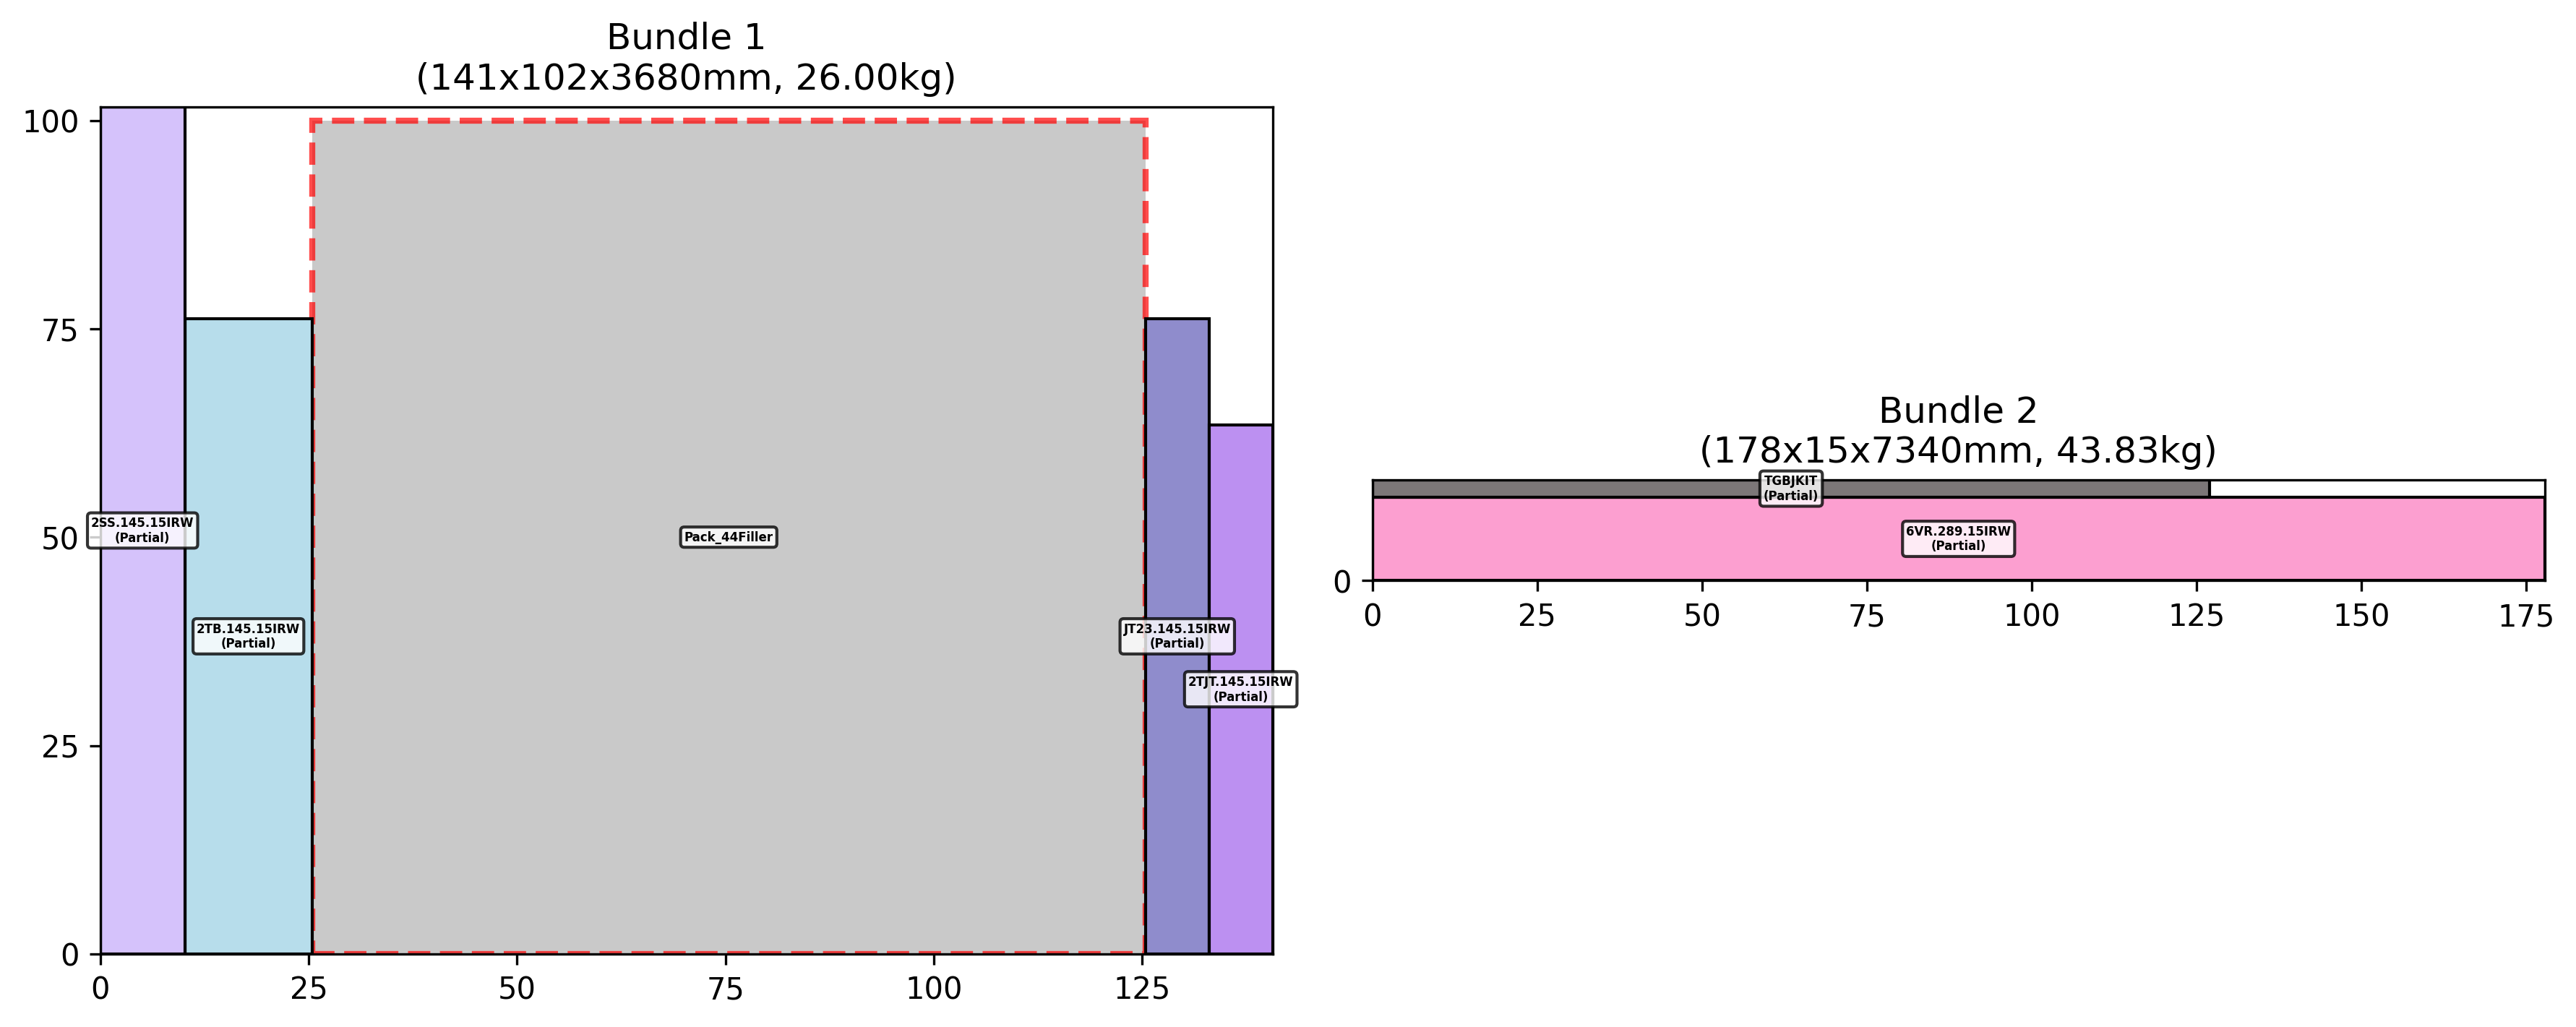 Bundle 1
(141x102x3680mm, 26.00kg)
100
75
50
25
0
2SS.145.15IRW
(Partial)
2TB.145.15IRW
(Partial)
Pack_44Filler
JT23.145.15IRW
(Partial)
2TJT.145.15IRW
(Partial)
0
25
50
75
100
125
Bundle 2
(178x15x7340mm, 43.83kg)
TGBJKIT
(Partial)
6VR.289.15IRW
(Partial)
0
0
25
50
75
100
125
150
175